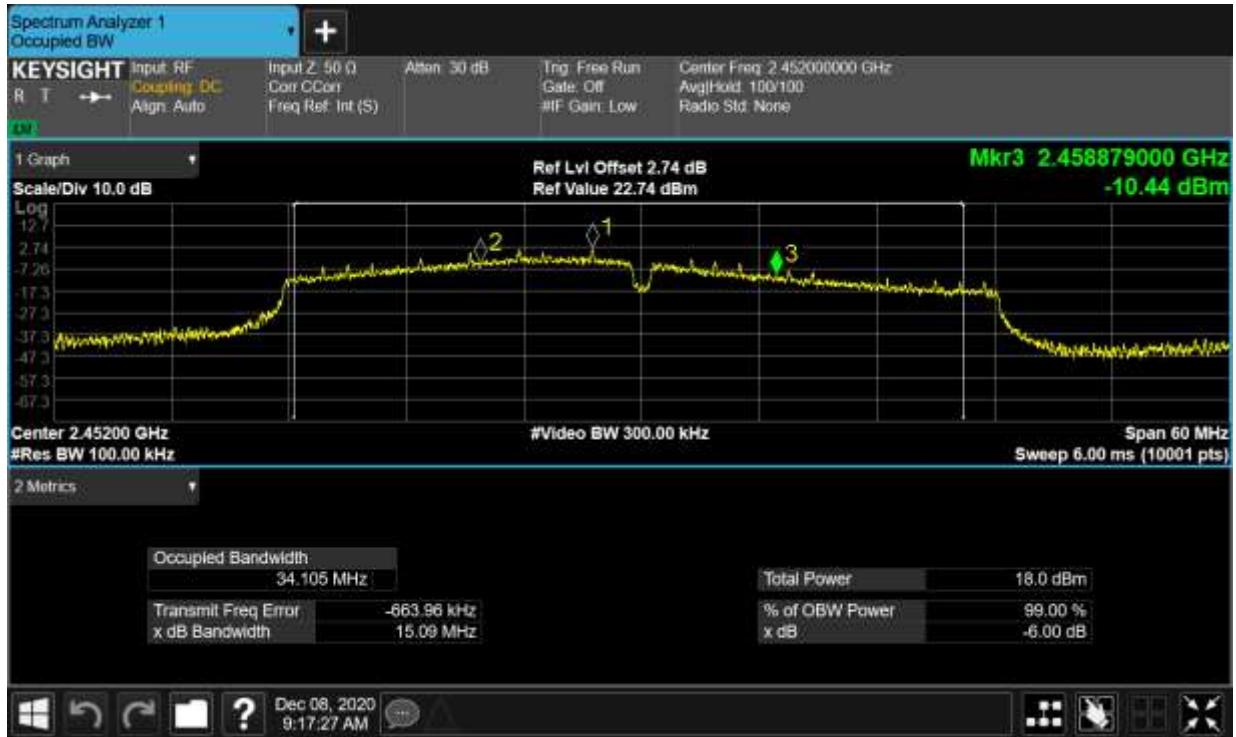 Spectrum Analyzer 1
Occupied BW
+
KEYSIGHT Input: RF Input Z: 50 Ω Atten: 30 dB Trig: Free Run Center Freq: 2.452000000 GHz
R T Coupling: DC Corr CCorr Gate: Off Avg|Hold: 100/100
Align: Auto Freq Ref: Int (S) #IF Gain: Low Radio Std: None
1 Graph
Ref Lvl Offset 2.74 dB
Mkr3 2.458879000 GHz
Scale/Div 10.0 dB Ref Value 22.74 dBm -10.44 dBm
Log
12.7
2.74
-7.26
-17.3
-27.3
-37.3
-47.3
-57.3
-67.3
2 1 3
Center 2.45200 GHz #Video BW 300.00 kHz Span 60 MHz
#Res BW 100.00 kHz Sweep 6.00 ms (10001 pts)
2 Metrics
Occupied Bandwidth
34.105 MHz Total Power 18.0 dBm
Transmit Freq Error -663.96 kHz % of OBW Power 99.00 %
x dB Bandwidth 15.09 MHz x dB -6.00 dB
? Dec 08, 2020
9:17:27 AM